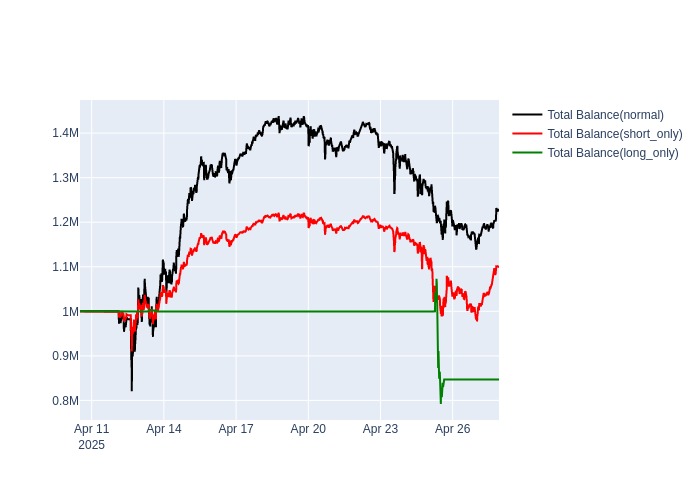 Total Balance(normal)
Total Balance(short_only)
Total Balance(long_only)
1.4M
1.3M
1.2M
1.1M
1M
0.9M
0.8M
Apr 11
2025
Apr 14
Apr 17
Apr 20
Apr 23
Apr 26